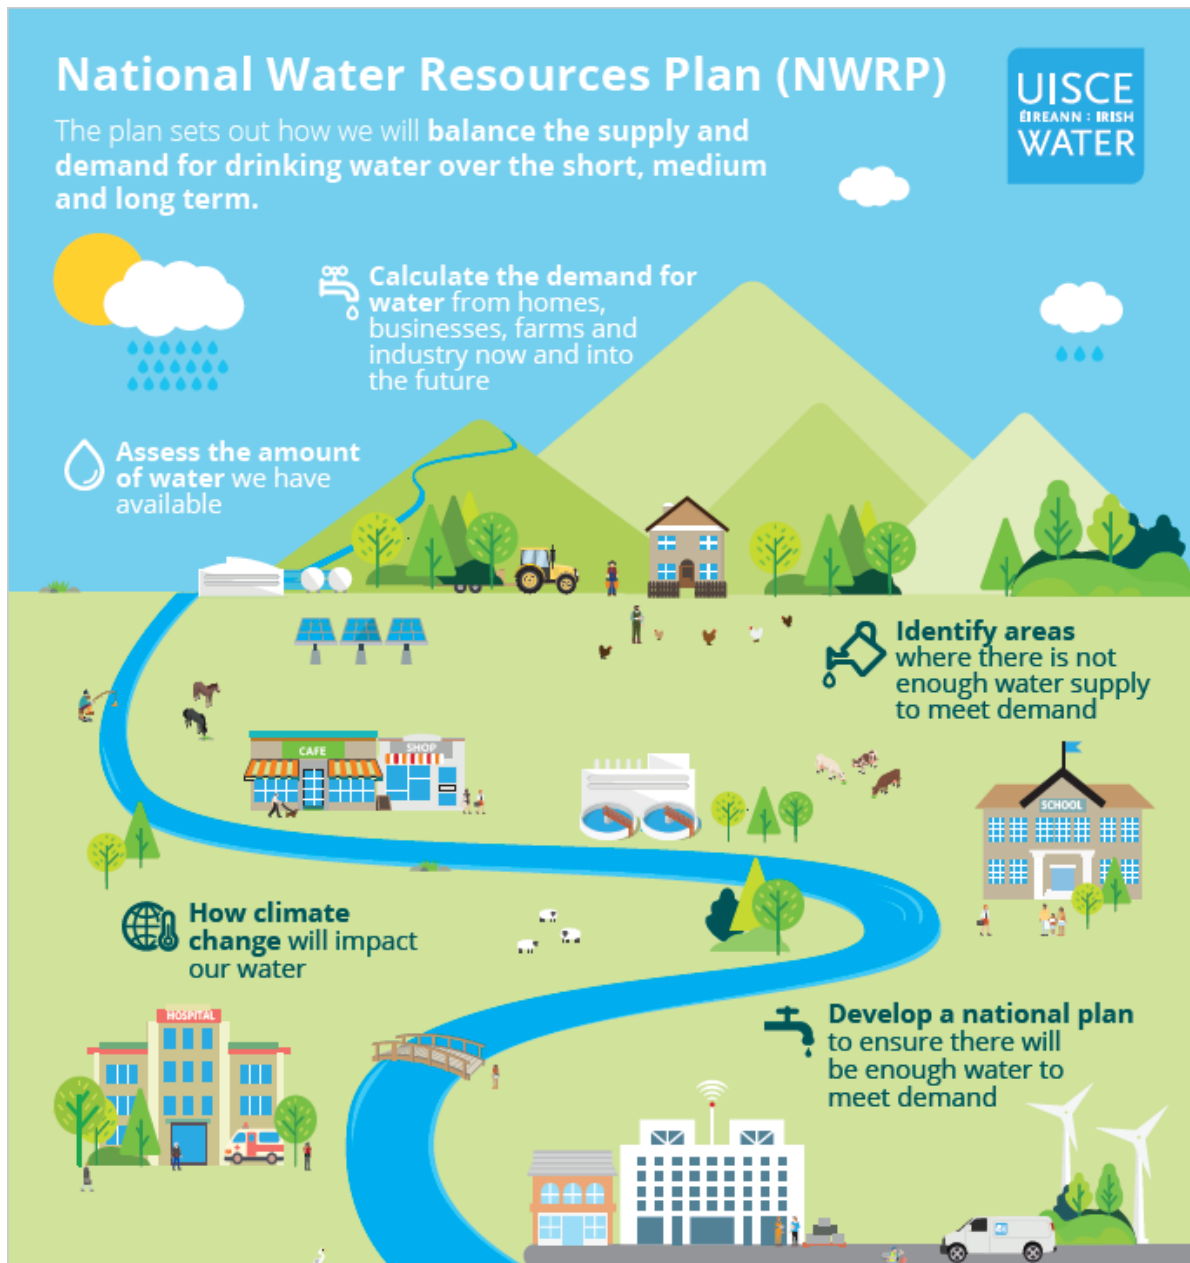 National Water Resources Plan (NWRP)
The plan sets out how we will balance the supply and
demand for drinking water over the short, medium
and long term.
UISCE
ÉIREANN : IRISH
WATER
Calculate the demand for
water from homes,
businesses, farms and
industry now and into
the future
Assess the amount
of water we have
available
Identify areas
where there is not
enough water supply
to meet demand
CAFE
SHOP
SCHOOL
How climate
change will impact
our water
HOSPITAL
Develop a national plan
to ensure there will
be enough water to
meet demand